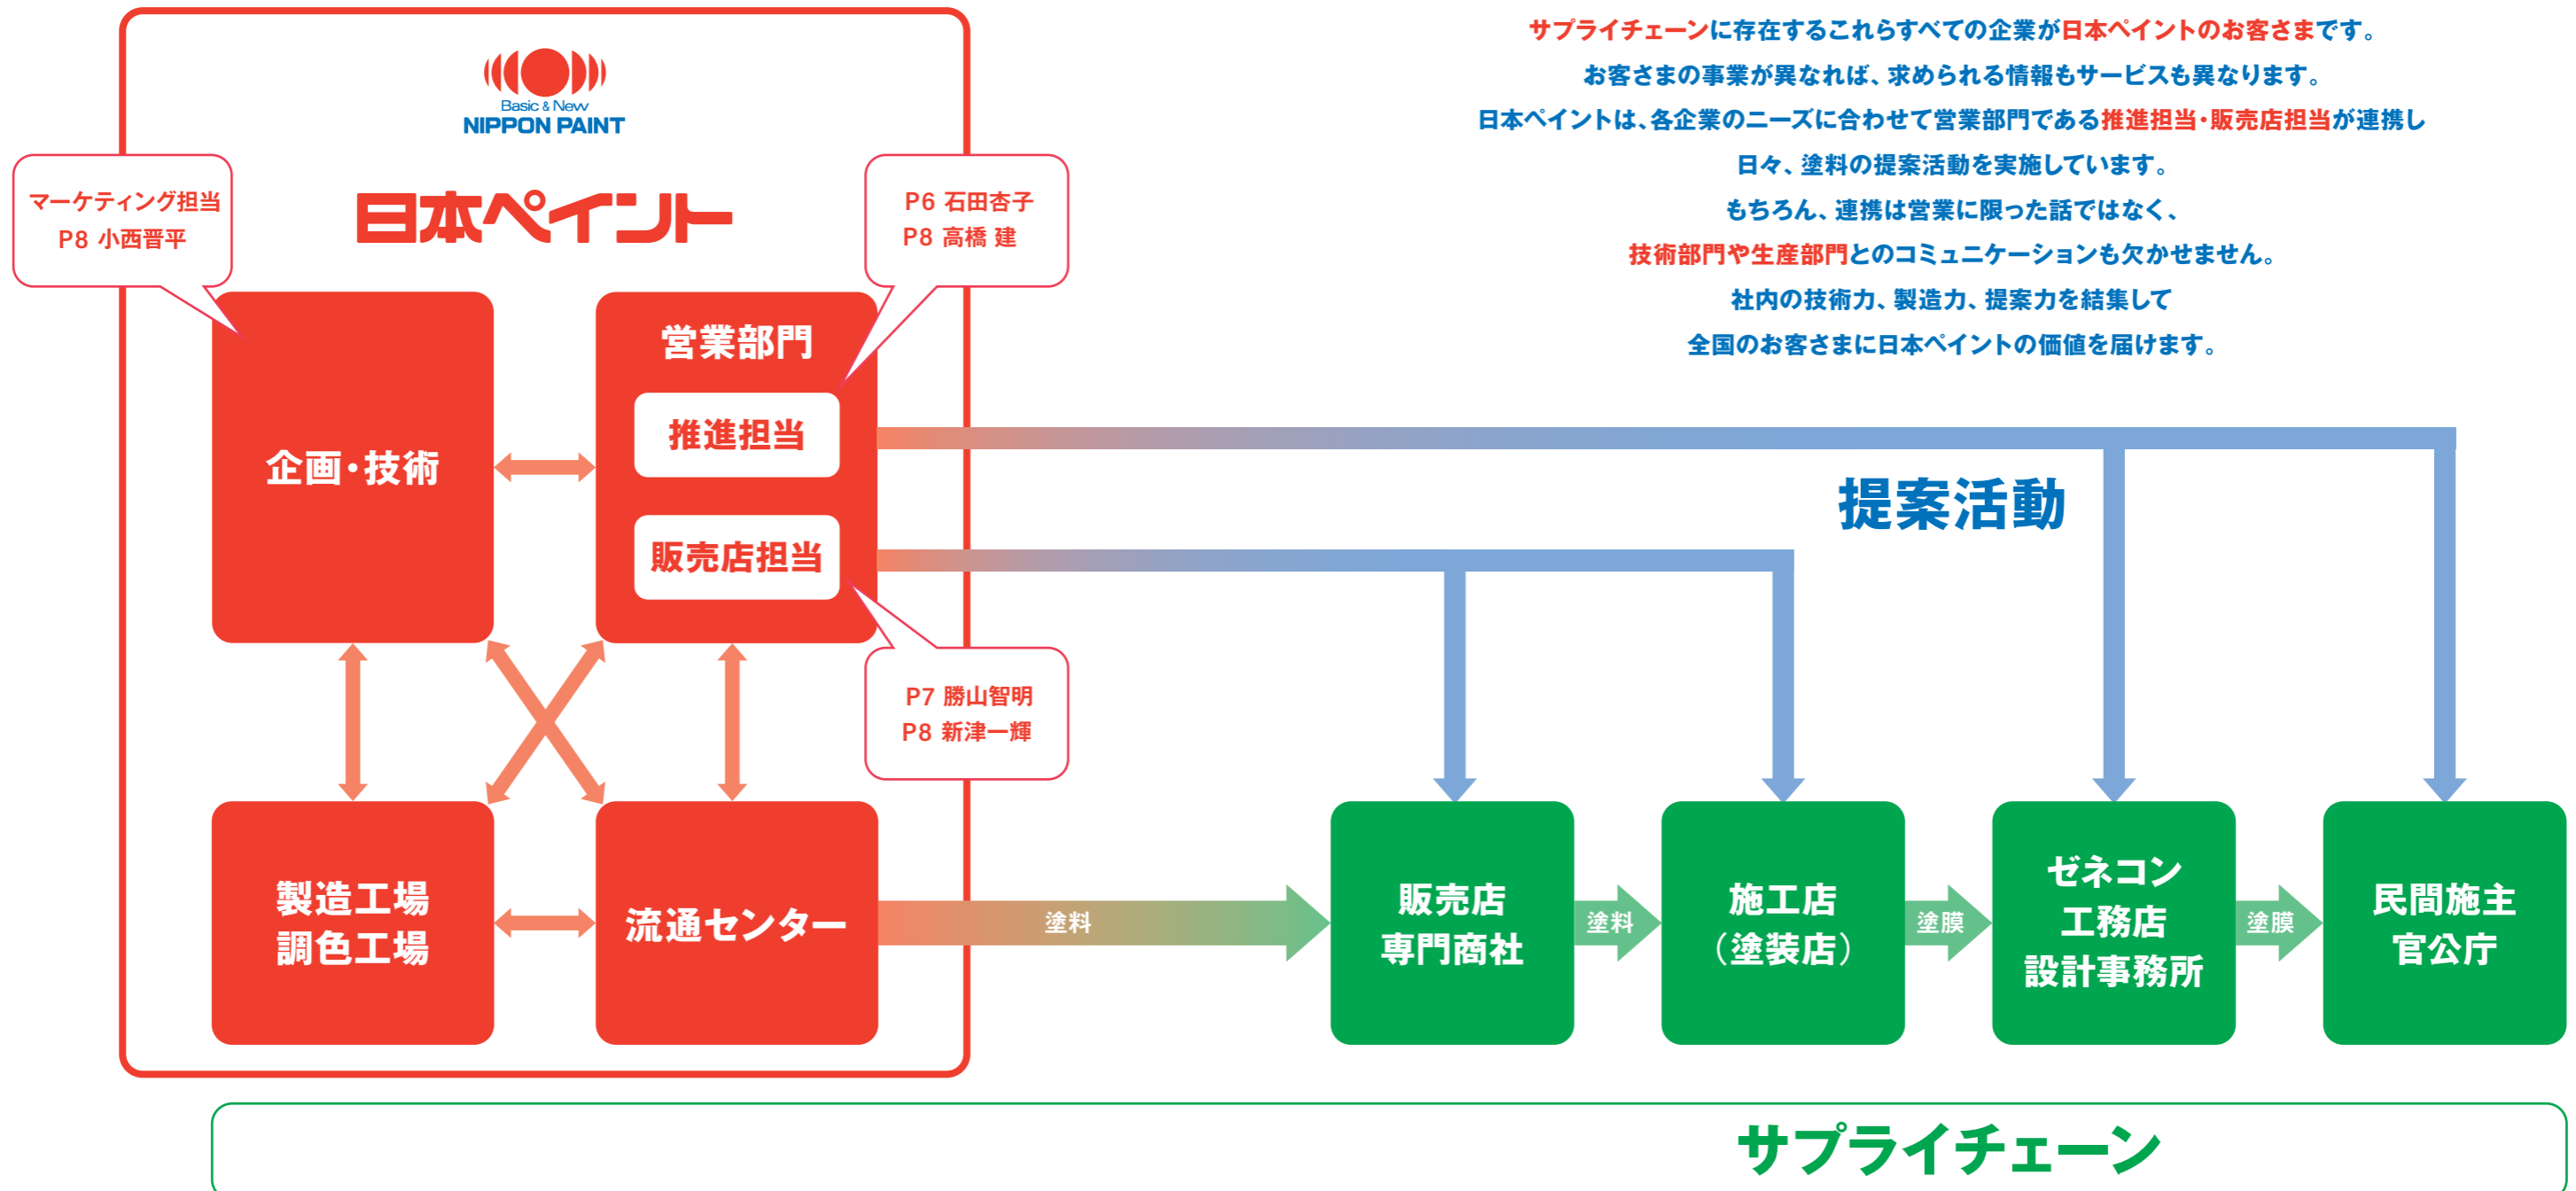 Basic & New
NIPPON PAINT
日本ペイント
マーケティング担当
P8 小西晋平
P6 石田杏子
P8 高橋 建
サプライチェーンに存在するこれらすべての企業が日本ペイントのお客さまです。
お客さまの事業が異なれば、求められる情報もサービスも異なります。
日本ペイントは、各企業のニーズに合わせて営業部門である推進担当・販売店担当が連携し
日々、塗料の提案活動を実施しています。
もちろん、連携は営業に限った話ではなく、
技術部門や生産部門とのコミュニケーションも欠かせません。
社内の技術力、製造力、提案力を結集して
全国のお客さまに日本ペイントの価値を届けます。
企画・技術
営業部門
推進担当
販売店担当
P7 勝山智明
P8 新津一輝
提案活動
製造工場
調色工場
流通センター
塗料
販売店
専門商社
塗料
施工店
（塗装店）
塗膜
ゼネコン
工務店
設計事務所
塗膜
民間施主
官公庁
サプライチェーン